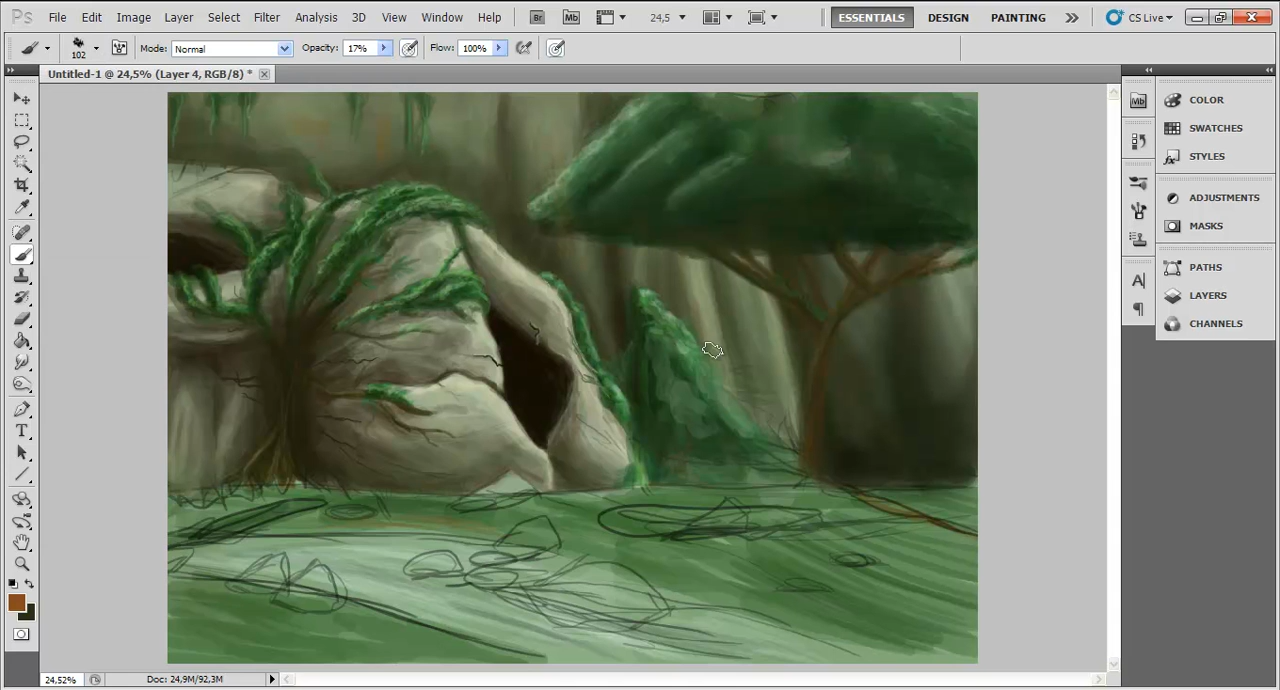 Ps File Edit Image Layer Select Filter Analysis 3D View Window Help Br Mb 24,5 ESSENTIALS DESIGN PAINTING CS Live
102 Mode: Normal Opacity: 17% Flow: 100%
Untitled-1 @ 24,5% (Layer 4, RGB/8) *
Mb COLOR
SWATCHES
STYLES
ADJUSTMENTS
MASKS
PATHS
LAYERS
CHANNELS
24,52% Doc: 24,9M/92,3M